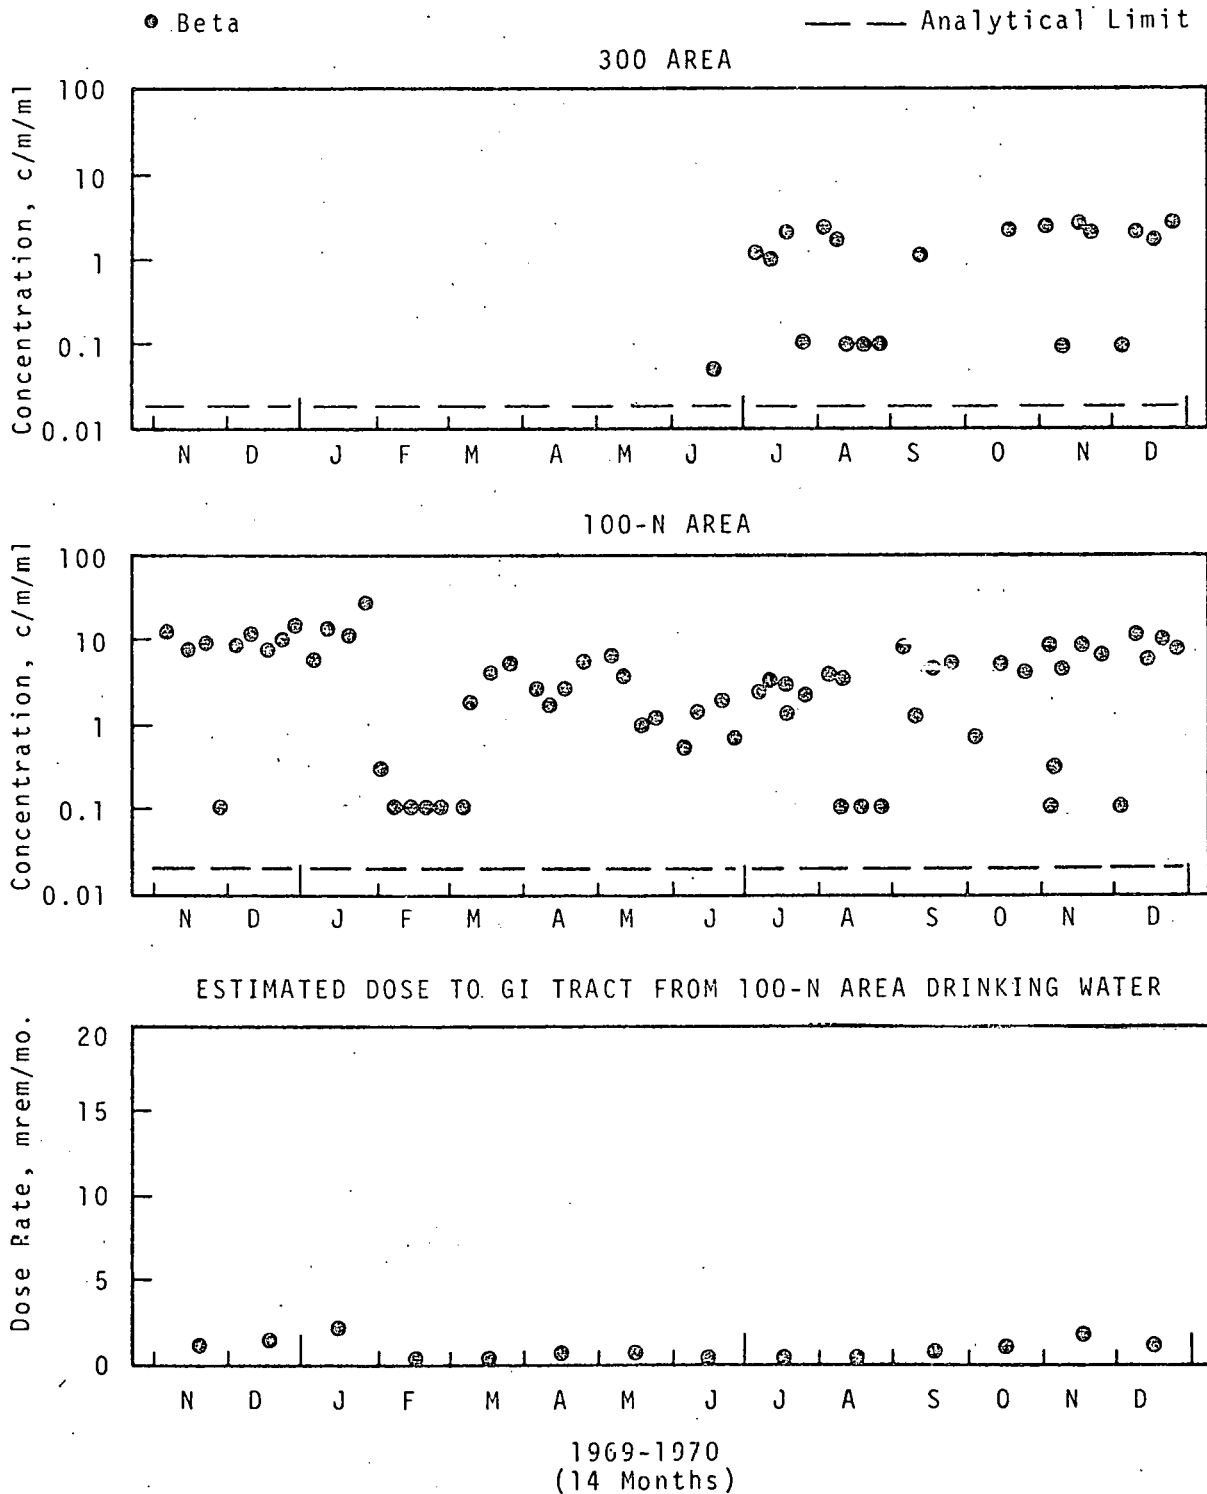 Beta
Analytical Limit
300 AREA
Concentration, c/m/ml
100
10
1
0.1
0.01
N D J F M A M J J A S O N D
100-N AREA
Concentration, c/m/ml
100
10
1
0.1
0.01
N D J F M A M J J A S O N D
ESTIMATED DOSE TO GI TRACT FROM 100-N AREA DRINKING WATER
Dose Rate, mrem/mo.
20
15
10
5
0
N D J F M A M J J A S O N D
1969-1970
(14 Months)